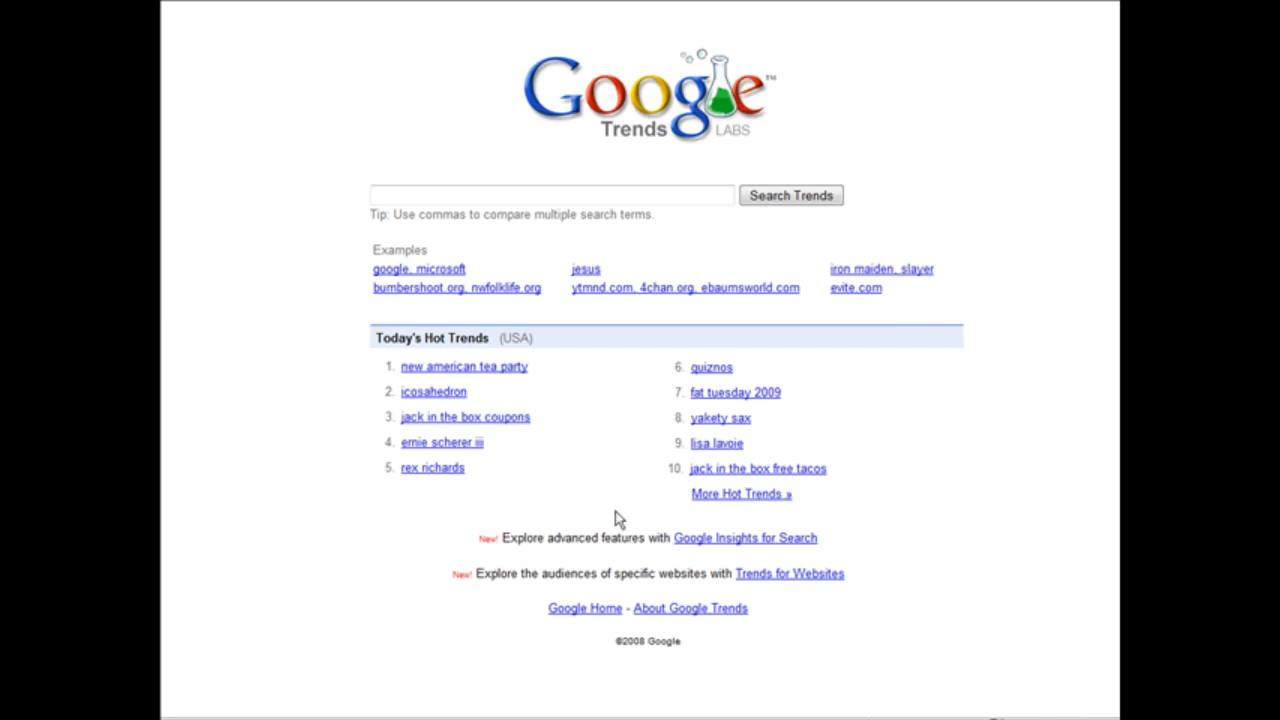 Google™
Trends LABS
Search Trends
Tip: Use commas to compare multiple search terms.
Examples
google, microsoft jesus iron maiden, slayer
bumbershoot.org, nwfolklife.org ytmnd.com, 4chan.org, ebaumsworld.com evite.com
Today's Hot Trends (USA)
1. new american tea party
2. icosahedron
3. jack in the box coupons
4. ernie scherer iii
5. rex richards
6. quiznos
7. fat tuesday 2009
8. yakety sax
9. lisa lavoie
10. jack in the box free tacos
More Hot Trends »
New! Explore advanced features with Google Insights for Search
New! Explore the audiences of specific websites with Trends for Websites
Google Home - About Google Trends
©2008 Google